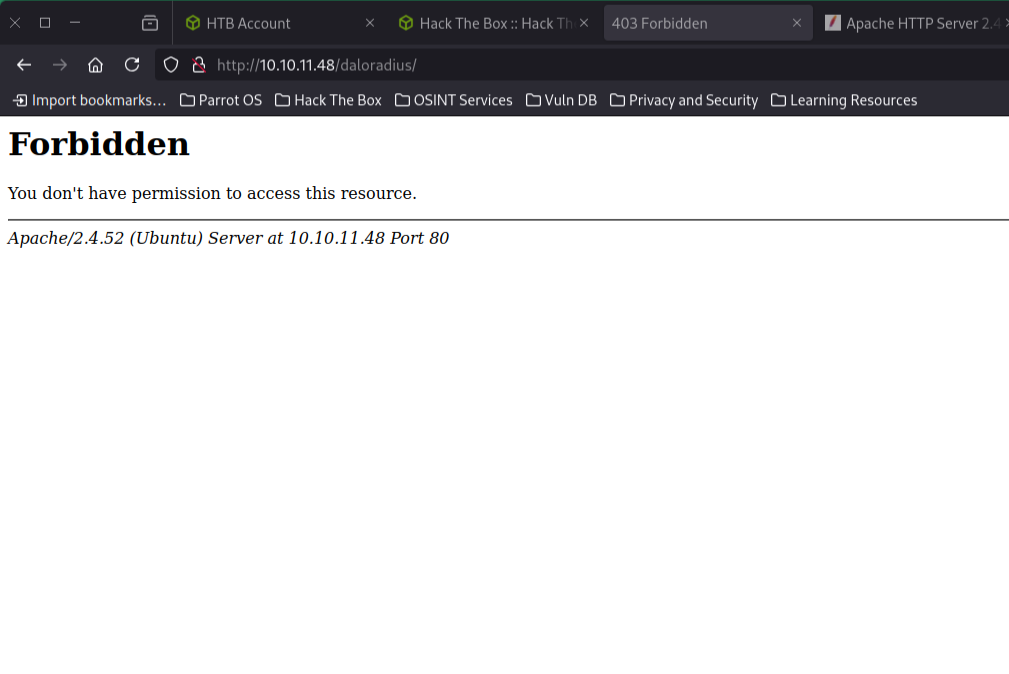 HTB Account
Hack The Box :: Hack Th
403 Forbidden
Apache HTTP Server 2.4
http://10.10.11.48/daloradius/
Import bookmarks… Parrot OS Hack The Box OSINT Services Vuln DB Privacy and Security Learning Resources
Forbidden
You don't have permission to access this resource.
Apache/2.4.52 (Ubuntu) Server at 10.10.11.48 Port 80